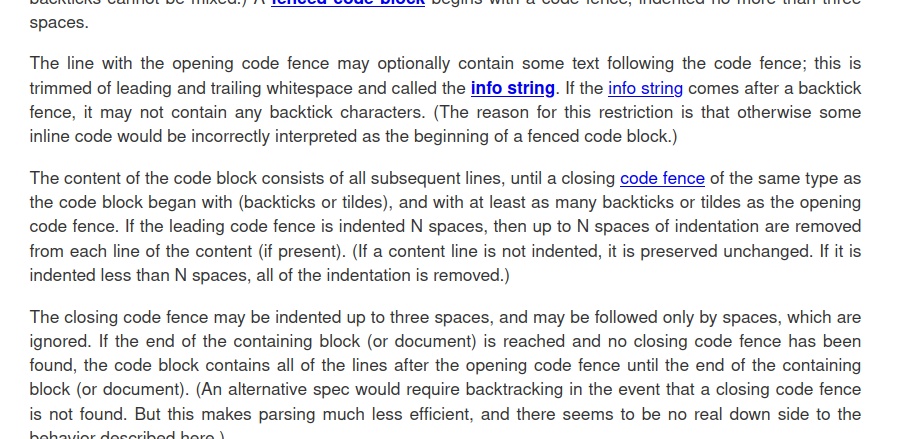 backticks cannot be mixed.) A fenced code block begins with a code fence, indented no more than three
spaces.
The line with the opening code fence may optionally contain some text following the code fence; this is
trimmed of leading and trailing whitespace and called the info string. If the info string comes after a backtick
fence, it may not contain any backtick characters. (The reason for this restriction is that otherwise some
inline code would be incorrectly interpreted as the beginning of a fenced code block.)
The content of the code block consists of all subsequent lines, until a closing code fence of the same type as
the code block began with (backticks or tildes), and with at least as many backticks or tildes as the opening
code fence. If the leading code fence is indented N spaces, then up to N spaces of indentation are removed
from each line of the content (if present). (If a content line is not indented, it is preserved unchanged. If it is
indented less than N spaces, all of the indentation is removed.)
The closing code fence may be indented up to three spaces, and may be followed only by spaces, which are
ignored. If the end of the containing block (or document) is reached and no closing code fence has been
found, the code block contains all of the lines after the opening code fence until the end of the containing
block (or document). (An alternative spec would require backtracking in the event that a closing code fence
is not found. But this makes parsing much less efficient, and there seems to be no real down side to the
behavior described here.)